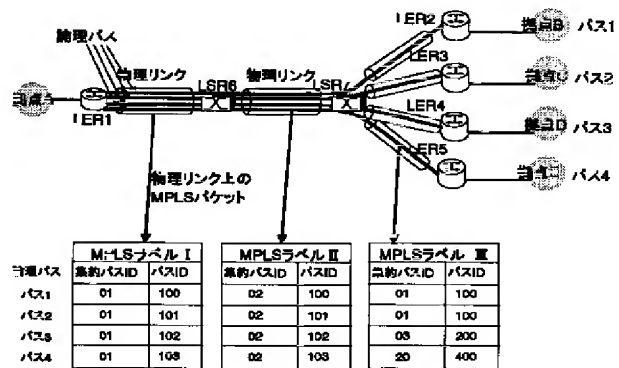 論理パス
物理リンク
物理リンク
LSR6
LER1
LER2
LER3
LER4
LER5
拠点B パス1
パス2
拠点D パス3
パス4
物理リンク上の
MPLSパケット
MPLSラベル I
MPLSラベル II
MPLSラベル III
論理パス 集約パスID パスID 集約パスID パスID 集約パスID パスID
パス1 01 100 02 100 01 100
パス2 01 101 02 101 01 100
パス3 01 102 02 102 03 200
パス4 01 103 02 103 20 400